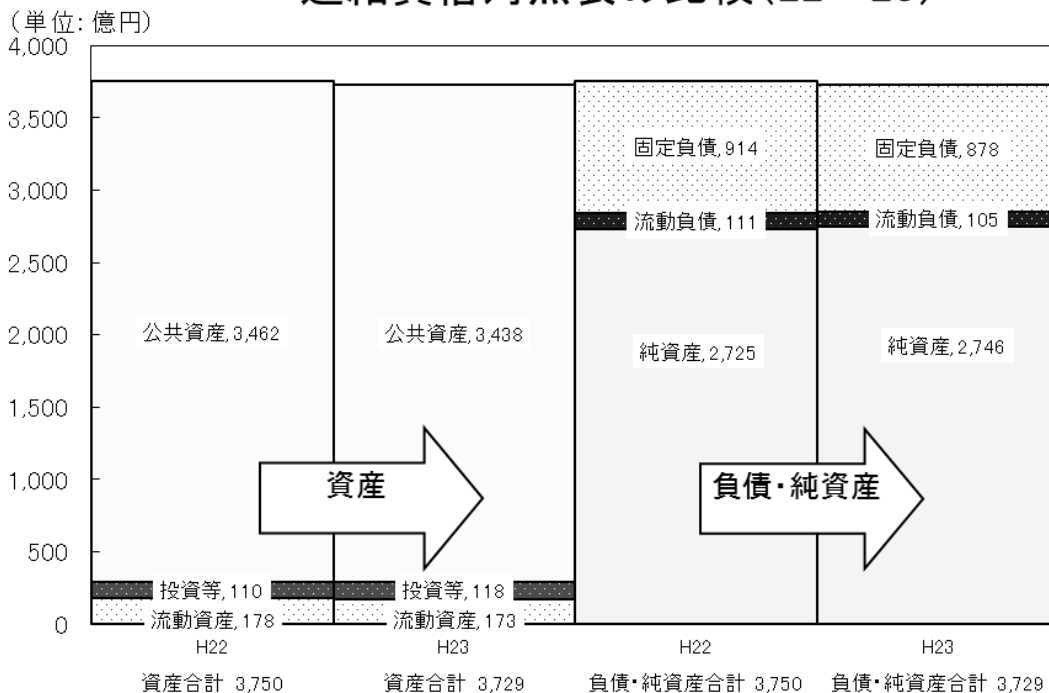 (単位：億円)
4,000
3,500
3,000
2,500
2,000
1,500
1,000
500
0
固定負債, 914
固定負債, 878
流動負債, 111
流動負債, 105
公共資産, 3,462
公共資産, 3,438
純資産, 2,725
純資産, 2,746
資産
負債・純資産
投資等, 110
投資等, 118
流動資産, 178
流動資産, 173
H22
H23
H22
H23
資産合計 3,750
資産合計 3,729
負債・純資産合計 3,750
負債・純資産合計 3,729